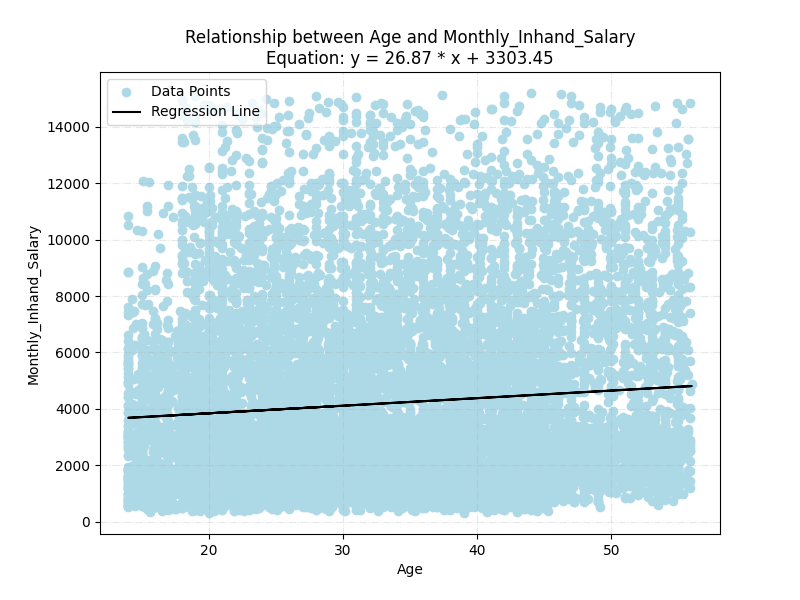 Relationship between Age and Monthly_Inhand_Salary
Equation: y = 26.87 * x + 3303.45
Data Points
Regression Line
14000
12000
10000
8000
6000
4000
2000
0
Monthly_Inhand_Salary
20 30 40 50
Age